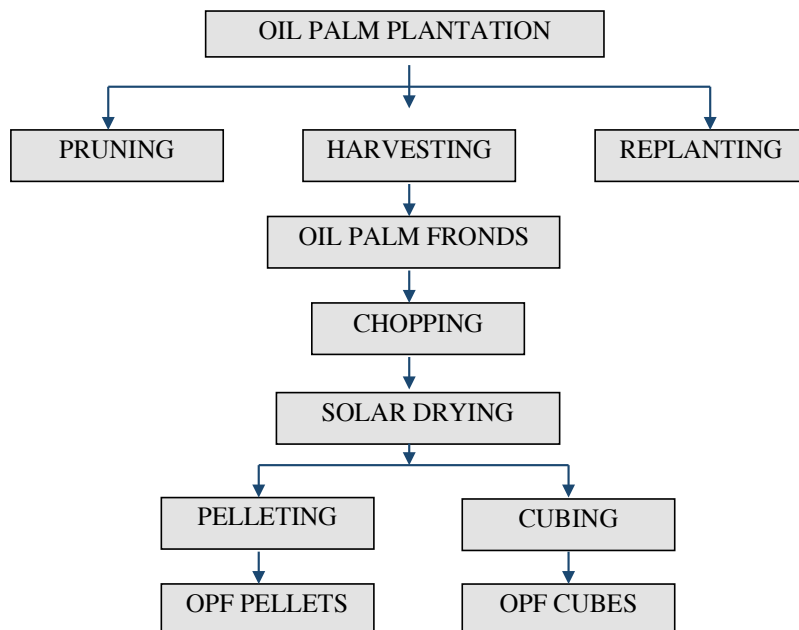 OIL PALM PLANTATION
PRUNING
HARVESTING
REPLANTING
OIL PALM FRONDS
CHOPPING
SOLAR DRYING
PELLETING
CUBING
OPF PELLETS
OPF CUBES